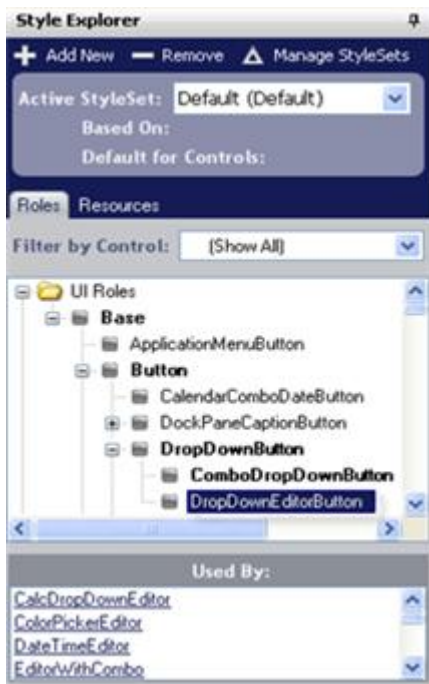 Style Explorer
Add New Remove Manage StyleSets
Active StyleSet: Default (Default)
Based On:
Default for Controls:
Roles Resources
Filter by Control: (Show All)
UI Roles
Base
ApplicationMenuButton
Button
CalendarComboDateButton
DockPaneCaptionButton
DropDownButton
ComboDropDownButton
DropDownEditorButton
Used By:
CalcDropDownEditor
ColorPickerEditor
DateTimeEditor
EditorWithCombo